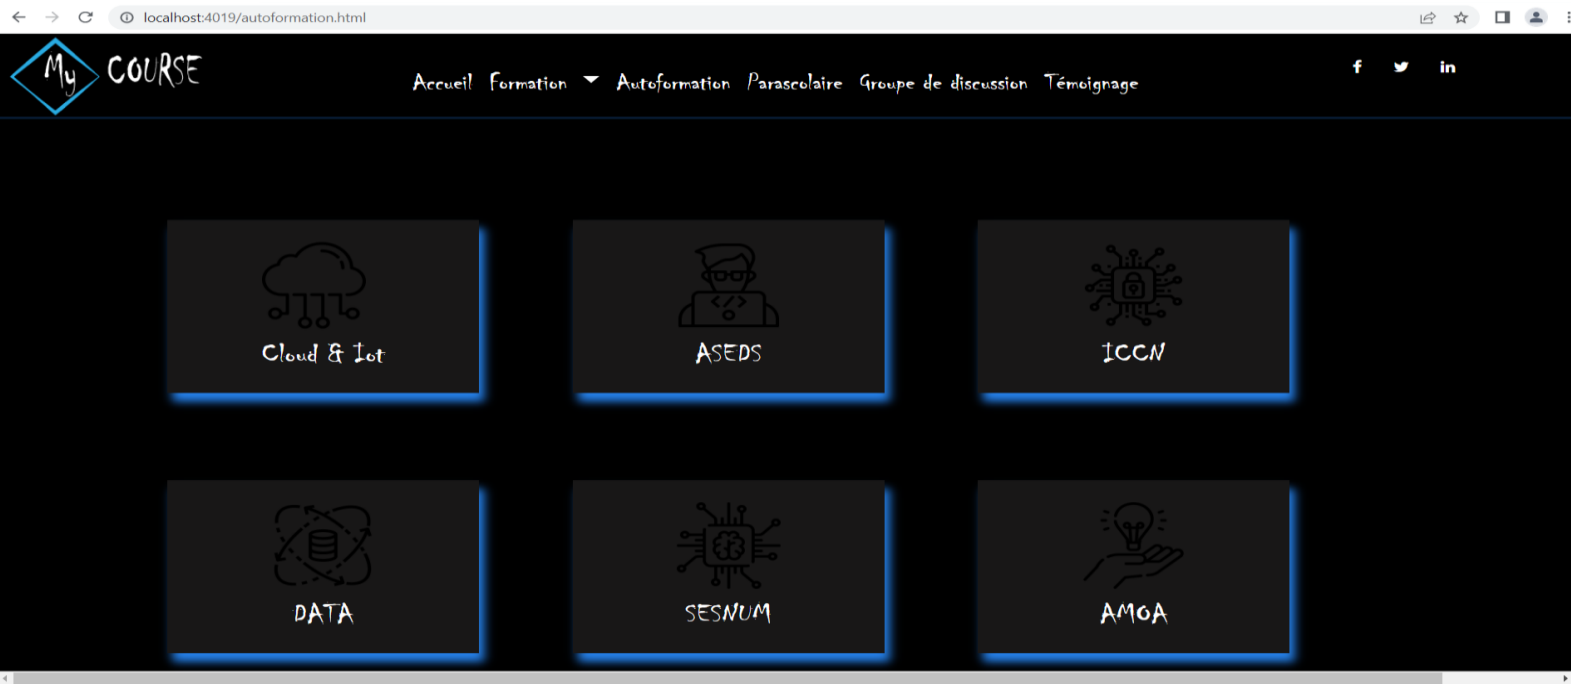 localhost:4019/autoformation.html
My COURSE
Accueil Formation Autoformation Parascolaire Groupe de discussion Témoignage
Cloud & Iot
ASEDS
ICCN
DATA
SESNUM
AMOA